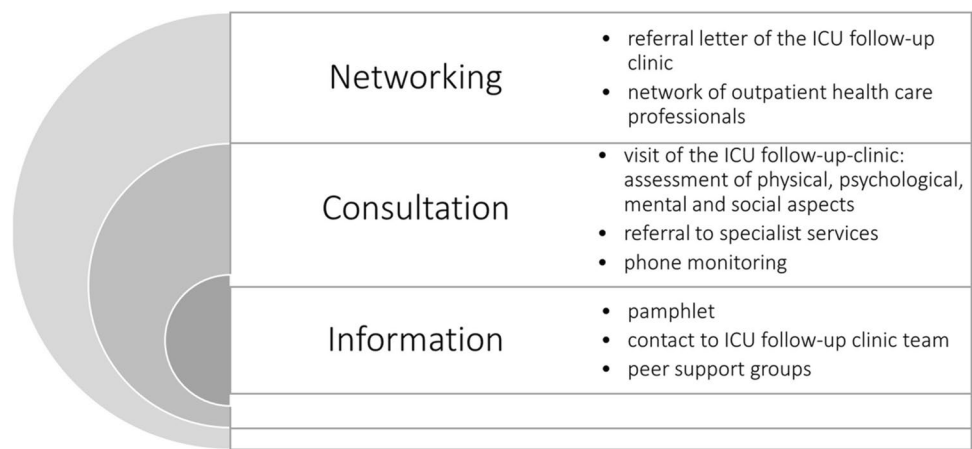 Networking
• referral letter of the ICU follow-up
clinic
• network of outpatient health care
professionals
Consultation
• visit of the ICU follow-up-clinic:
assessment of physical, psychological,
mental and social aspects
• referral to specialist services
• phone monitoring
Information
• pamphlet
• contact to ICU follow-up clinic team
• peer support groups